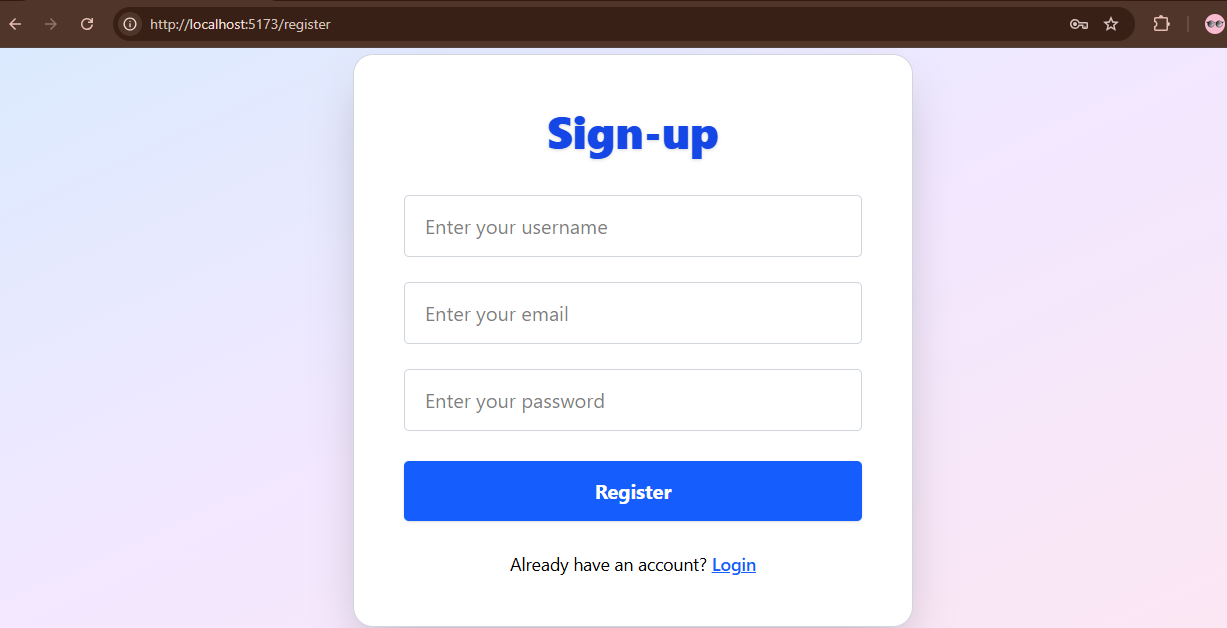 http://localhost:5173/register
Sign-up
Enter your username
Enter your email
Enter your password
Register
Already have an account? Login